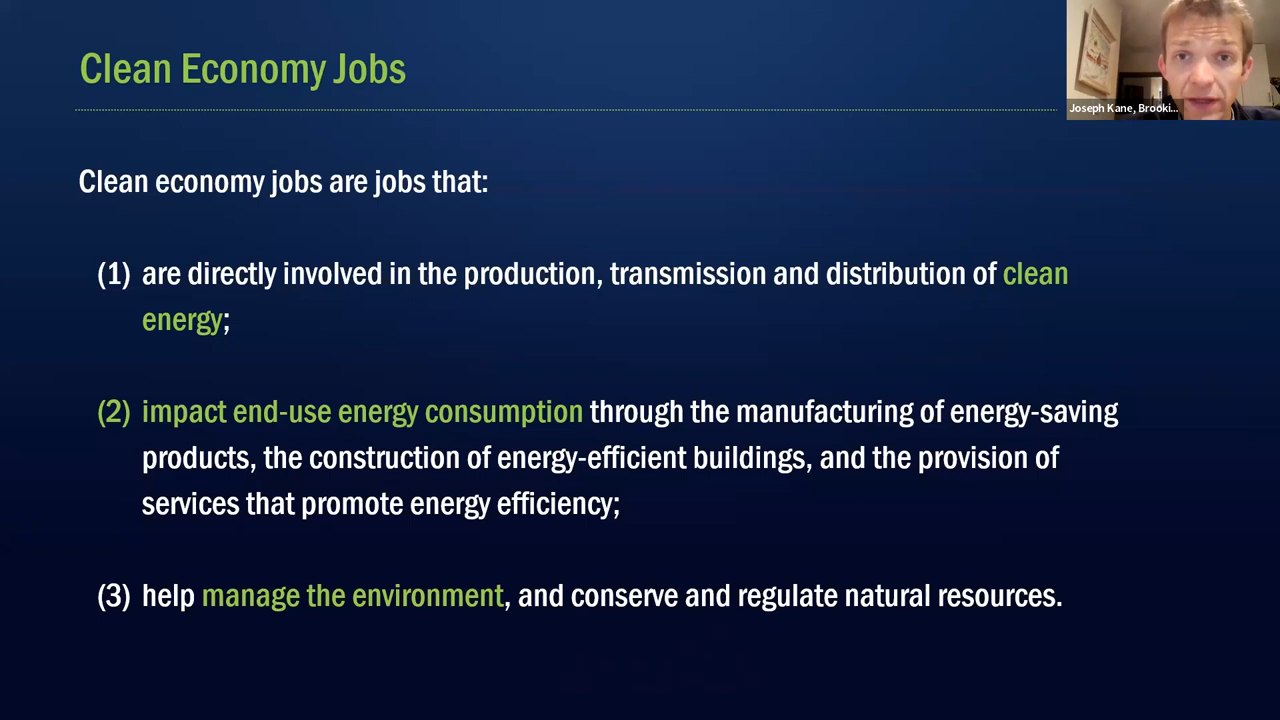 Clean Economy Jobs
Joseph Kane, Brooki...
Clean economy jobs are jobs that:
(1) are directly involved in the production, transmission and distribution of clean
energy;
(2) impact end-use energy consumption through the manufacturing of energy-saving
products, the construction of energy-efficient buildings, and the provision of
services that promote energy efficiency;
(3) help manage the environment, and conserve and regulate natural resources.